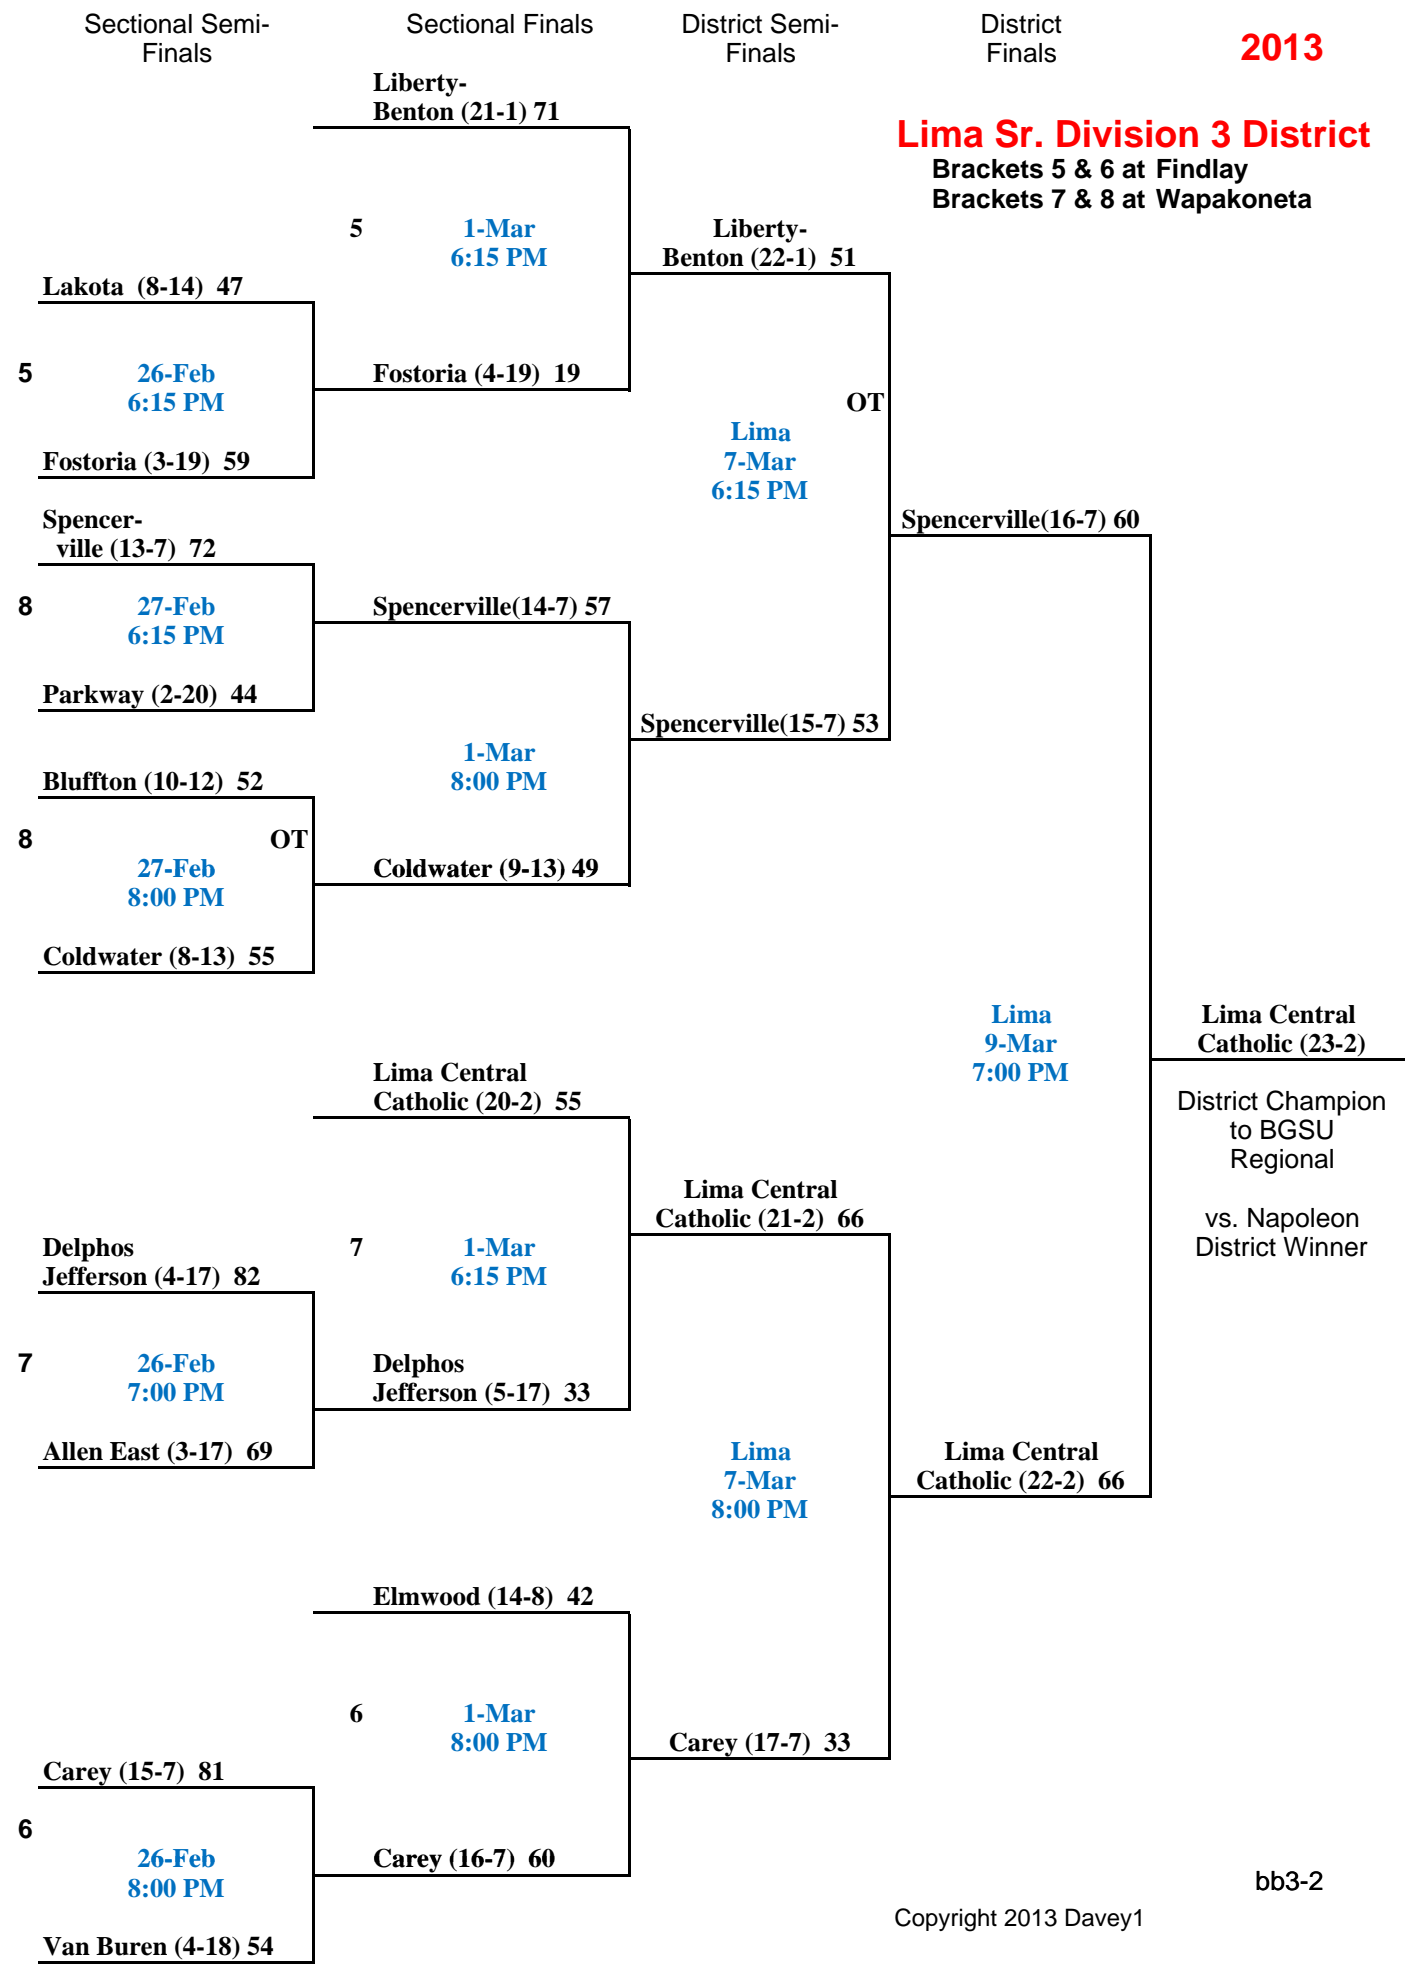 Sectional Semi-
Finals
Sectional Finals
District Semi-
Finals
District
Finals
2013
Lima Sr. Division 3 District
Brackets 5 & 6 at Findlay
Brackets 7 & 8 at Wapakoneta
Liberty-
Benton (21-1) 71
5
1-Mar
6:15 PM
Liberty-
Benton (22-1) 51
Lakota (8-14) 47
5
26-Feb
6:15 PM
Fostoria (4-19) 19
OT
Lima
7-Mar
6:15 PM
Fostoria (3-19) 59
Spencer-
ville (13-7) 72
Spencerville(16-7) 60
8
27-Feb
6:15 PM
Spencerville(14-7) 57
Parkway (2-20) 44
Spencerville(15-7) 53
1-Mar
8:00 PM
Bluffton (10-12) 52
8
OT
27-Feb
8:00 PM
Coldwater (9-13) 49
Coldwater (8-13) 55
Lima
9-Mar
7:00 PM
Lima Central
Catholic (23-2)
Lima Central
Catholic (20-2) 55
District Champion
to BGSU
Regional
vs. Napoleon
District Winner
Lima Central
Catholic (21-2) 66
Delphos
Jefferson (4-17) 82
7
1-Mar
6:15 PM
7
26-Feb
7:00 PM
Delphos
Jefferson (5-17) 33
Allen East (3-17) 69
Lima
7-Mar
8:00 PM
Lima Central
Catholic (22-2) 66
Elmwood (14-8) 42
6
1-Mar
8:00 PM
Carey (17-7) 33
Carey (15-7) 81
6
26-Feb
8:00 PM
Carey (16-7) 60
Van Buren (4-18) 54
bb3-2
Copyright 2013 Davey1